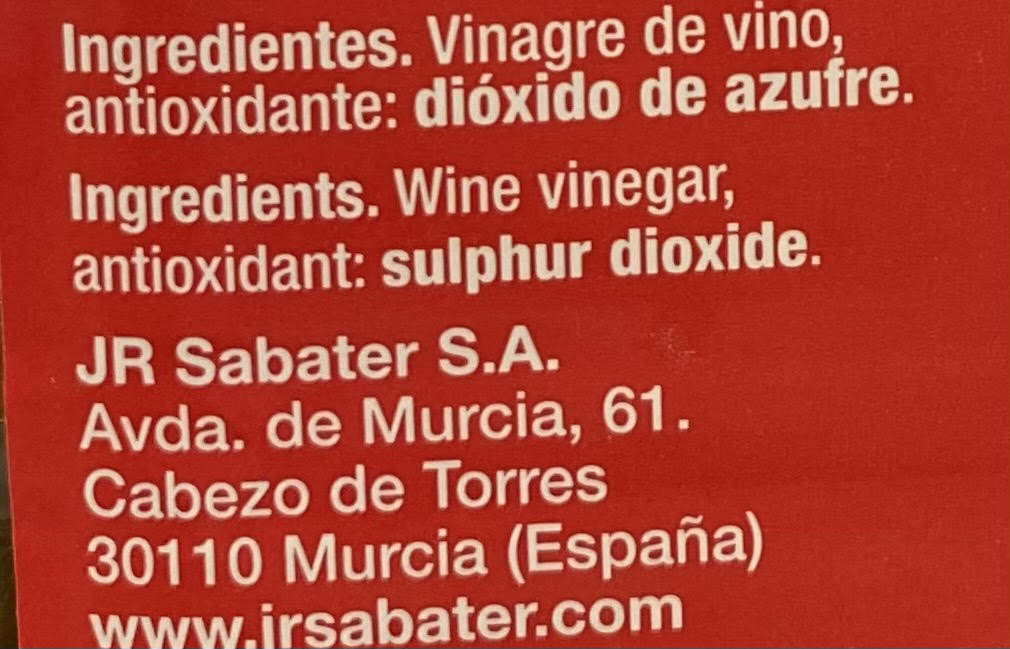 Ingredientes. Vinagre de vino,
antioxidante: dióxido de azufre.
Ingredients. Wine vinegar,
antioxidant: sulphur dioxide.
JR Sabater S.A.
Avda. de Murcia, 61.
Cabezo de Torres
30110 Murcia (España)
www.jrsabater.com